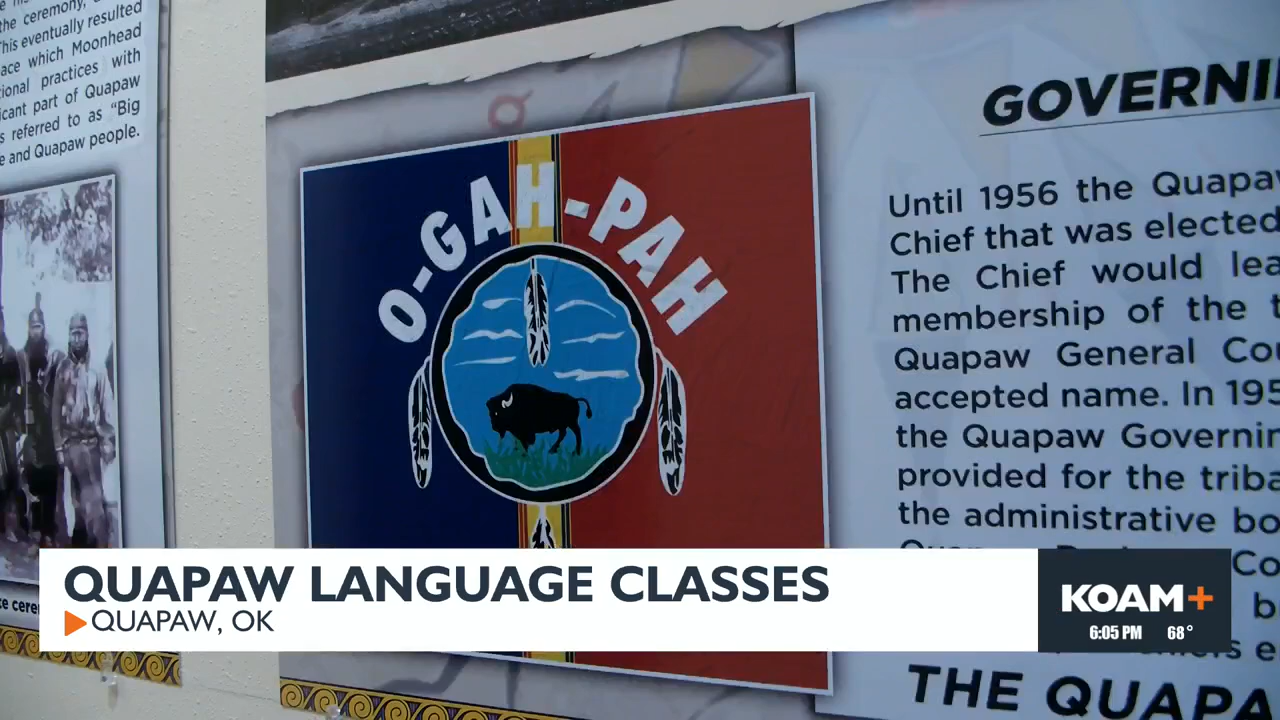 the ceremony,
This eventually resulted
ace which Moonhead
tional practices with
icant part of Quapaw
s referred to as "Big
e and Quapaw people.
O-GAH-PAH
GOVERNI
Until 1956 the Quapaw
Chief that was elected
The Chief would lea
membership of the t
Quapaw General Cou
accepted name. In 195
the Quapaw Governin
provided for the triba
the administrative bo
Co
b
THE QUAPA
QUAPAW LANGUAGE CLASSES
QUAPAW, OK
KOAM+
6:05 PM 68°